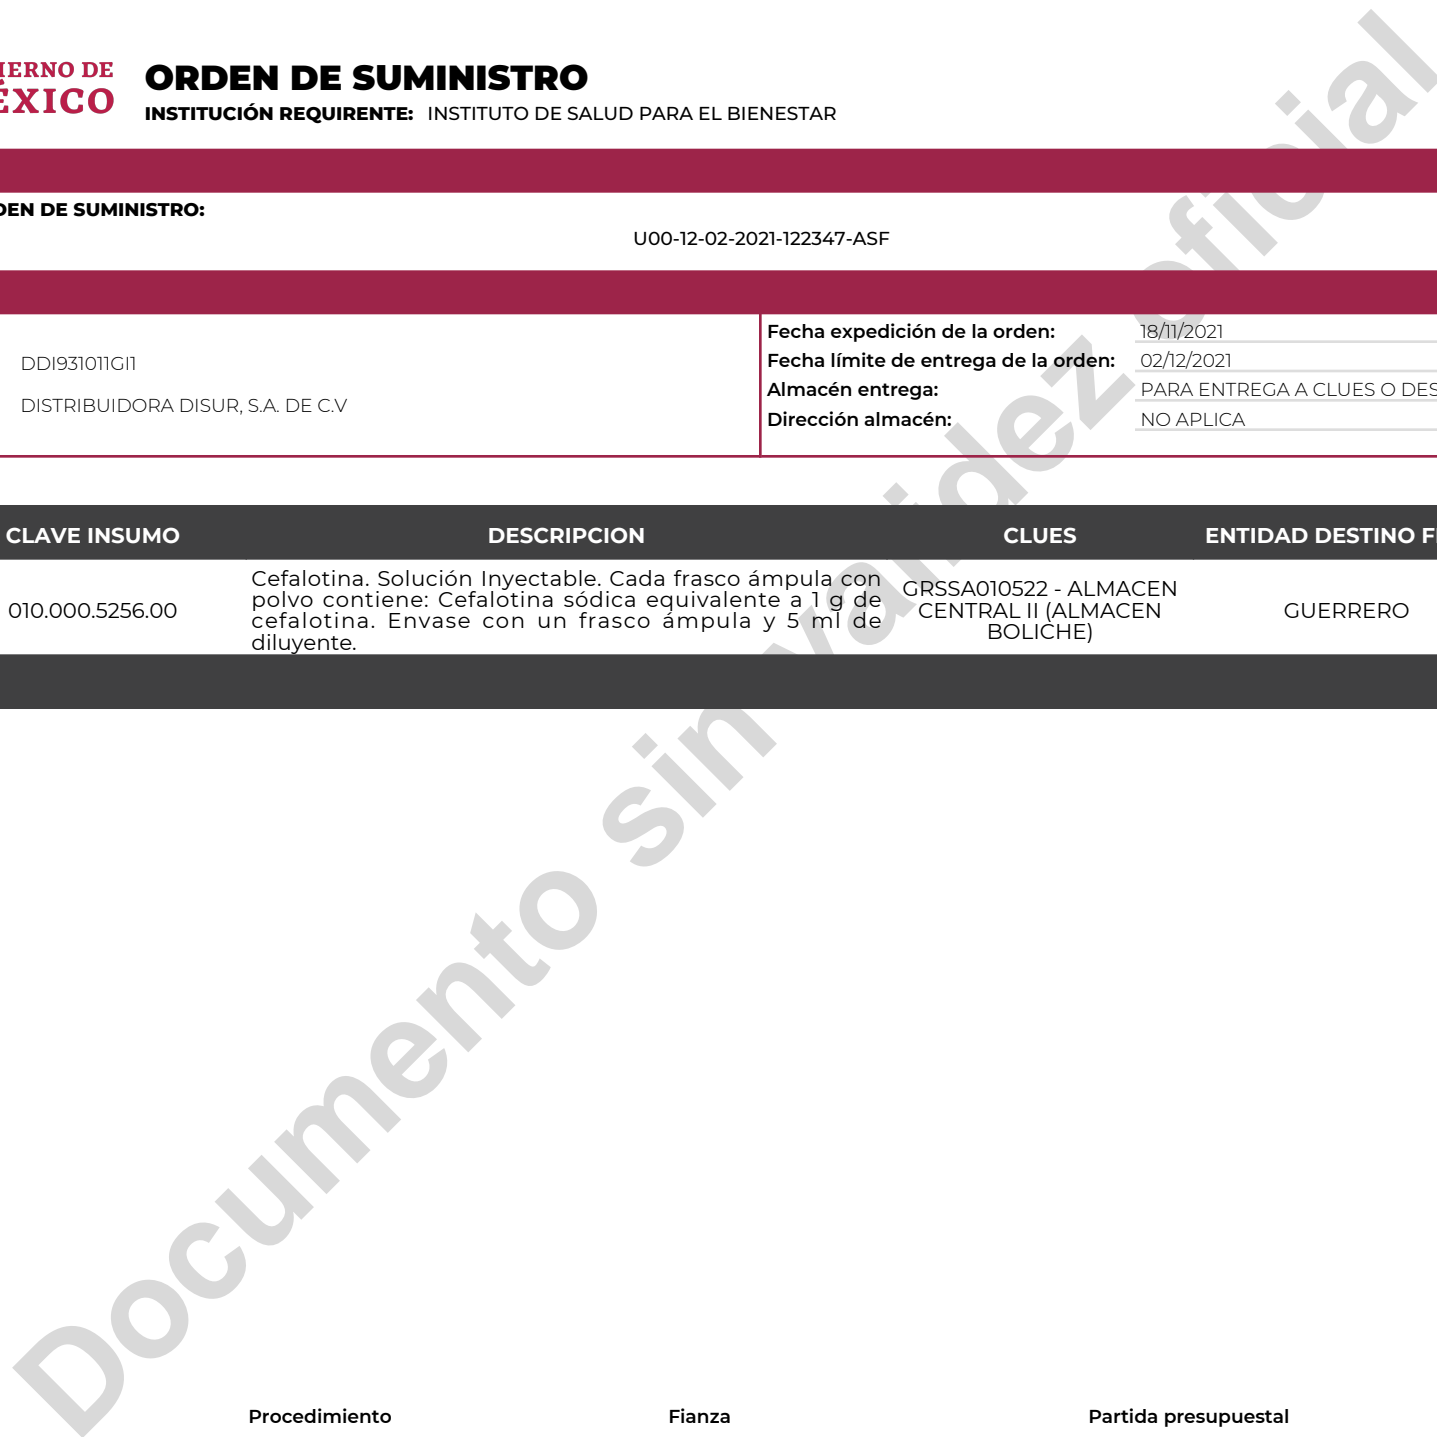 IERNO DE
ÉXICO
ORDEN DE SUMINISTRO
INSTITUCIÓN REQUIRENTE: INSTITUTO DE SALUD PARA EL BIENESTAR
DEN DE SUMINISTRO:
U00-12-02-2021-122347-ASF
DDI931011GI1
DISTRIBUIDORA DISUR, S.A. DE C.V
Fecha expedición de la orden: 18/11/2021
Fecha límite de entrega de la orden: 02/12/2021
Almacén entrega: PARA ENTREGA A CLUES O DES
Dirección almacén: NO APLICA
CLAVE INSUMO DESCRIPCION CLUES ENTIDAD DESTINO F
010.000.5256.00
Cefalotina. Solución Inyectable. Cada frasco ámpula con
polvo contiene: Cefalotina sódica equivalente a 1 g de
cefalotina. Envase con un frasco ámpula y 5 ml de
diluyente.
GRSSA010522 - ALMACEN
CENTRAL II (ALMACEN
BOLICHE)
GUERRERO
Documento sin validez oficial
Procedimiento Fianza Partida presupuestal